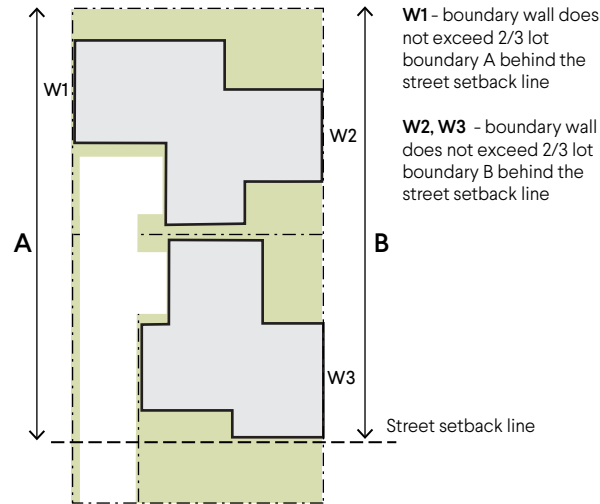 W1 - boundary wall does
not exceed 2/3 lot
boundary A behind the
street setback line
W1
W2, W3 - boundary wall
does not exceed 2/3 lot
boundary B behind the
street setback line
W2
A
B
W3
Street setback line